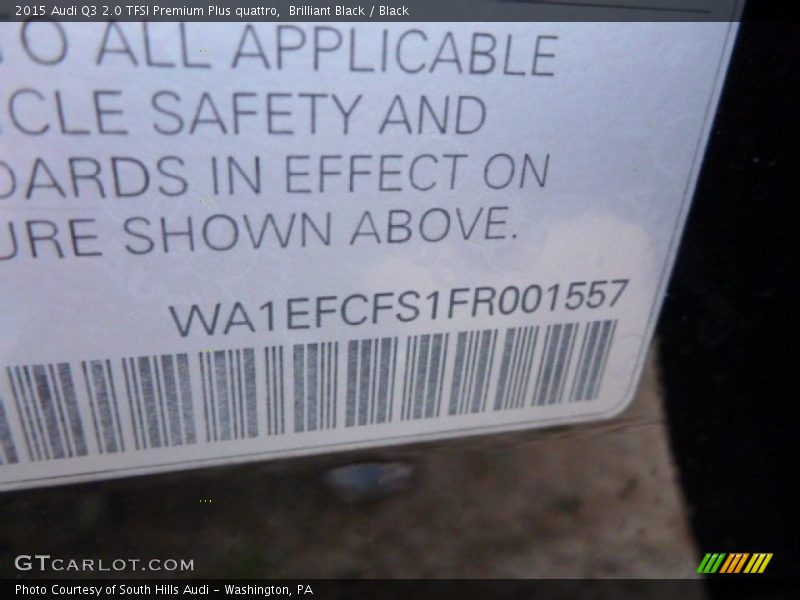 2015 Audi Q3 2.0 TFSI Premium Plus quattro, Brilliant Black / Black
O ALL APPLICABLE
CLE SAFETY AND
DARDS IN EFFECT ON
URE SHOWN ABOVE.
WA1EFCFS1FR001557
GTCARLOT.COM
Photo Courtesy of South Hills Audi - Washington, PA